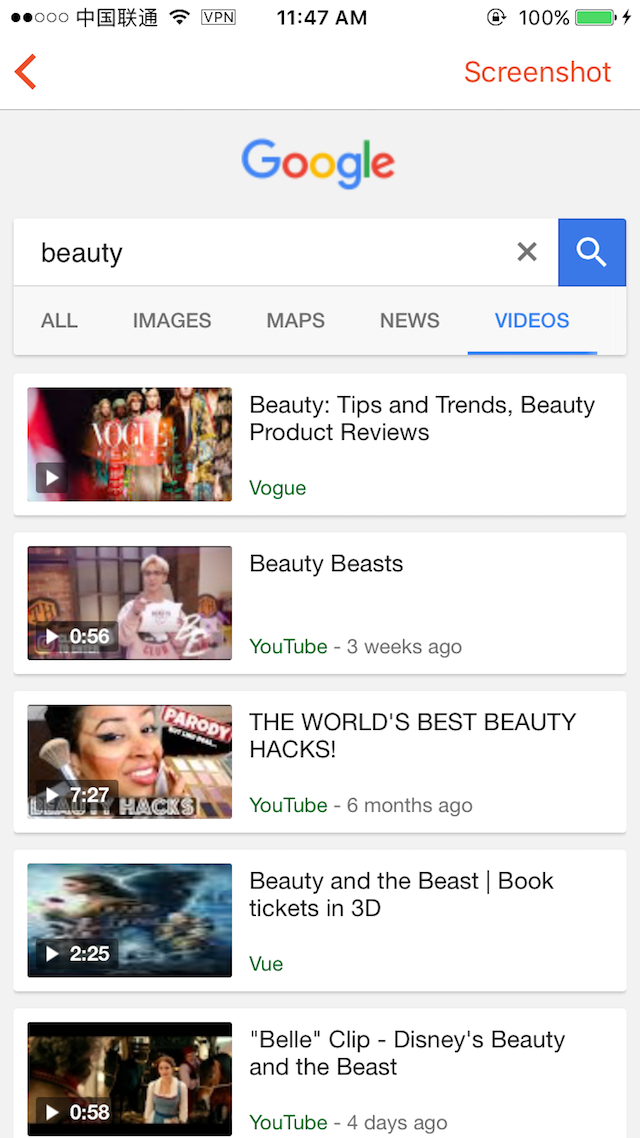 中国联通 VPN 11:47 AM 100%
Screenshot
Google
beauty
ALL IMAGES MAPS NEWS VIDEOS
VOGUE
Beauty: Tips and Trends, Beauty
Product Reviews
Vogue
Beauty Beasts
0:56
YouTube - 3 weeks ago
PARODY
THE WORLD'S BEST BEAUTY
HACKS!
7:27
BEAUTY HACKS
YouTube - 6 months ago
Beauty and the Beast | Book
tickets in 3D
2:25
Vue
"Belle" Clip - Disney's Beauty
and the Beast
0:58
YouTube - 4 days ago